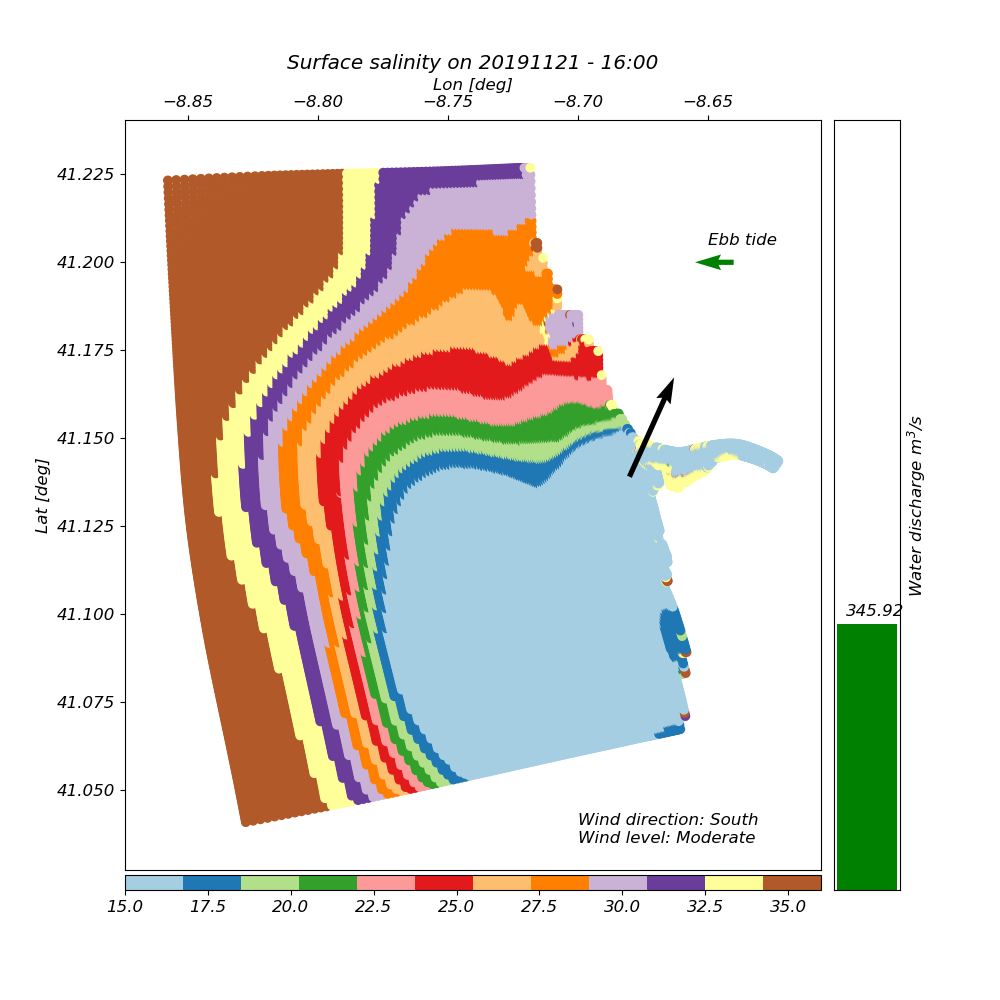 Surface salinity on 20191121 - 16:00
Lon [deg]
−8.85 −8.80 −8.75 −8.70 −8.65
41.225
41.200
41.175
41.150
41.125
41.100
41.075
41.050
Lat [deg]
Ebb tide
Wind direction: South
Wind level: Moderate
345.92
Water discharge m³/s
15.0 17.5 20.0 22.5 25.0 27.5 30.0 32.5 35.0